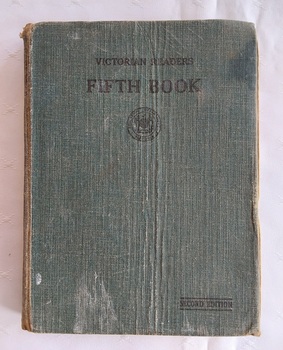 VICTORIAN READERS
FIFTH BOOK
SECOND EDITION